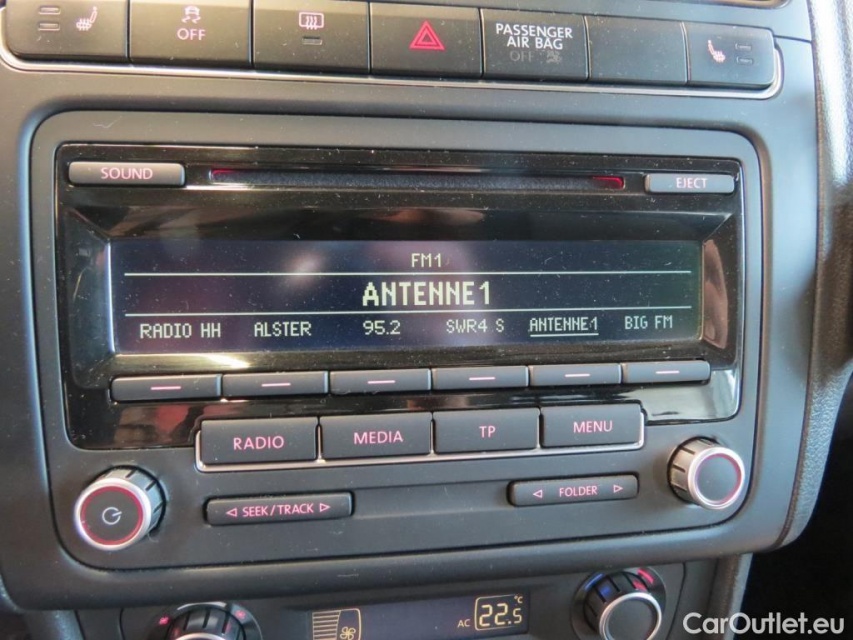 OFF
PASSENGER
AIR BAG
OFF
SOUND
EJECT
FM1
ANTENNE1
RADIO HH ALSTER 95.2 SWR4 S ANTENNE1 BIG FM
RADIO MEDIA TP MENU
SEEK/TRACK
FOLDER
AC 22.5 °C
CarOutlet.eu